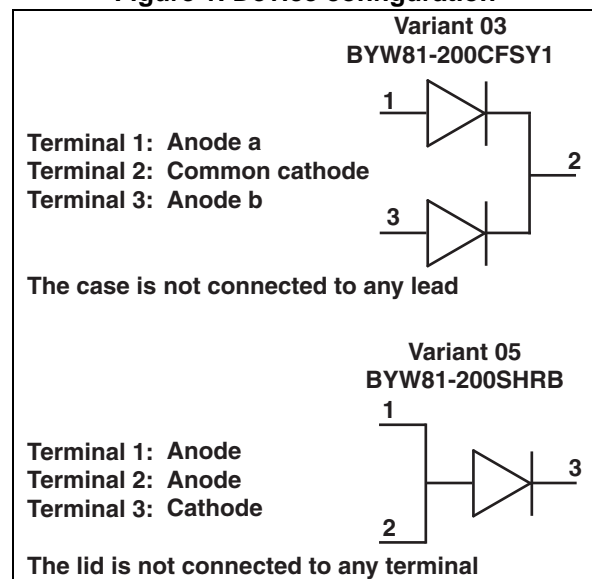 Figure 1. Device configuration
Variant 03
BYW81-200CFSY1
1
Terminal 1: Anode a
Terminal 2: Common cathode
2
Terminal 3: Anode b
3
The case is not connected to any lead
Variant 05
BYW81-200SHRB
1
Terminal 1: Anode
Terminal 2: Anode
3
Terminal 3: Cathode
2
The lid is not connected to any terminal